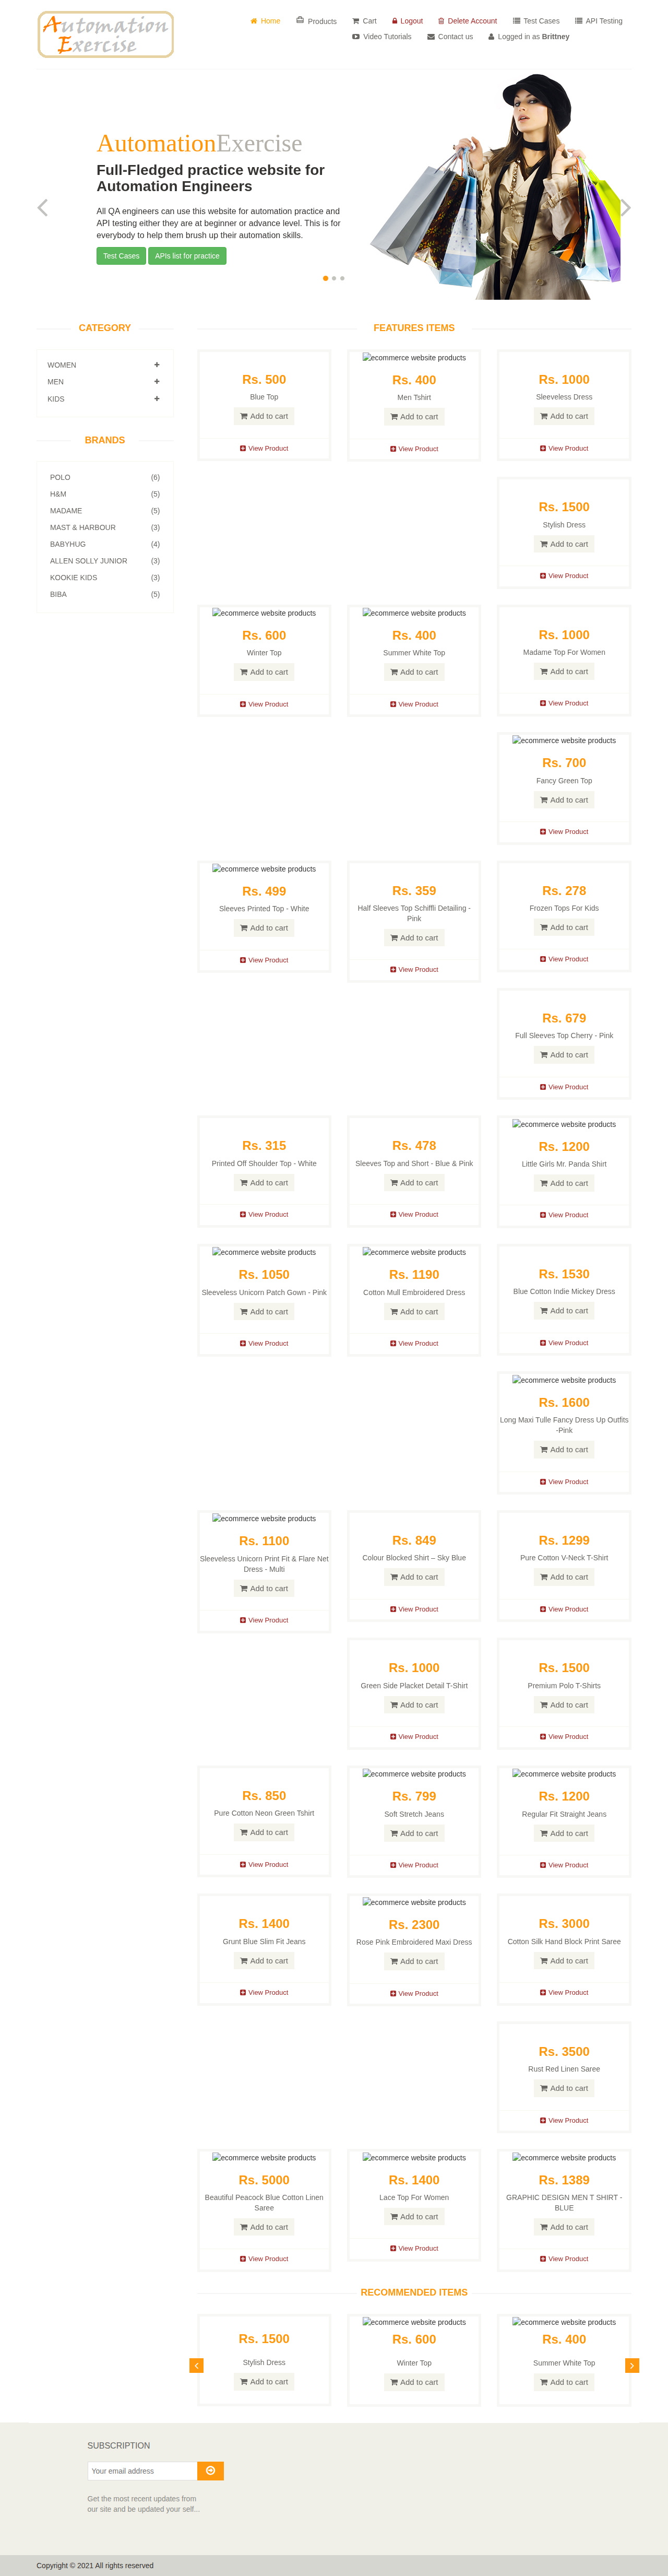 Automation
Exercise
Home
Products
Cart
Logout
Delete Account
Test Cases
API Testing
Video Tutorials
Contact us
Logged in as Brittney
AutomationExercise
Full-Fledged practice website for
Automation Engineers
All QA engineers can use this website for automation practice and
API testing either they are at beginner or advance level. This is for
everybody to help them brush up their automation skills.
Test Cases
APIs list for practice
CATEGORY
WOMEN
MEN
KIDS
BRANDS
POLO (6)
H&M (5)
MADAME (5)
MAST & HARBOUR (3)
BABYHUG (4)
ALLEN SOLLY JUNIOR (3)
KOOKIE KIDS (3)
BIBA (5)
FEATURES ITEMS
Rs. 500
Blue Top
Add to cart
View Product
ecommerce website products
Rs. 400
Men Tshirt
Add to cart
View Product
Rs. 1000
Sleeveless Dress
Add to cart
View Product
Rs. 1500
Stylish Dress
Add to cart
View Product
ecommerce website products
Rs. 600
Winter Top
Add to cart
View Product
ecommerce website products
Rs. 400
Summer White Top
Add to cart
View Product
Rs. 1000
Madame Top For Women
Add to cart
View Product
ecommerce website products
Rs. 700
Fancy Green Top
Add to cart
View Product
ecommerce website products
Rs. 499
Sleeves Printed Top - White
Add to cart
View Product
Rs. 359
Half Sleeves Top Schiffli Detailing -
Pink
Add to cart
View Product
Rs. 278
Frozen Tops For Kids
Add to cart
View Product
Rs. 679
Full Sleeves Top Cherry - Pink
Add to cart
View Product
Rs. 315
Printed Off Shoulder Top - White
Add to cart
View Product
Rs. 478
Sleeves Top and Short - Blue & Pink
Add to cart
View Product
ecommerce website products
Rs. 1200
Little Girls Mr. Panda Shirt
Add to cart
View Product
ecommerce website products
Rs. 1050
Sleeveless Unicorn Patch Gown - Pink
Add to cart
View Product
ecommerce website products
Rs. 1190
Cotton Mull Embroidered Dress
Add to cart
View Product
Rs. 1530
Blue Cotton Indie Mickey Dress
Add to cart
View Product
ecommerce website products
Rs. 1600
Long Maxi Tulle Fancy Dress Up Outfits
-Pink
Add to cart
View Product
ecommerce website products
Rs. 1100
Sleeveless Unicorn Print Fit & Flare Net
Dress - Multi
Add to cart
View Product
Rs. 849
Colour Blocked Shirt – Sky Blue
Add to cart
View Product
Rs. 1299
Pure Cotton V-Neck T-Shirt
Add to cart
View Product
Rs. 1000
Green Side Placket Detail T-Shirt
Add to cart
View Product
Rs. 1500
Premium Polo T-Shirts
Add to cart
View Product
Rs. 850
Pure Cotton Neon Green Tshirt
Add to cart
View Product
ecommerce website products
Rs. 799
Soft Stretch Jeans
Add to cart
View Product
ecommerce website products
Rs. 1200
Regular Fit Straight Jeans
Add to cart
View Product
Rs. 1400
Grunt Blue Slim Fit Jeans
Add to cart
View Product
ecommerce website products
Rs. 2300
Rose Pink Embroidered Maxi Dress
Add to cart
View Product
Rs. 3000
Cotton Silk Hand Block Print Saree
Add to cart
View Product
Rs. 3500
Rust Red Linen Saree
Add to cart
View Product
ecommerce website products
Rs. 5000
Beautiful Peacock Blue Cotton Linen
Saree
Add to cart
View Product
ecommerce website products
Rs. 1400
Lace Top For Women
Add to cart
View Product
ecommerce website products
Rs. 1389
GRAPHIC DESIGN MEN T SHIRT -
BLUE
Add to cart
View Product
RECOMMENDED ITEMS
Rs. 1500
Stylish Dress
Add to cart
ecommerce website products
Rs. 600
Winter Top
Add to cart
ecommerce website products
Rs. 400
Summer White Top
Add to cart
SUBSCRIPTION
Your email address
Get the most recent updates from
our site and be updated your self...
Copyright © 2021 All rights reserved